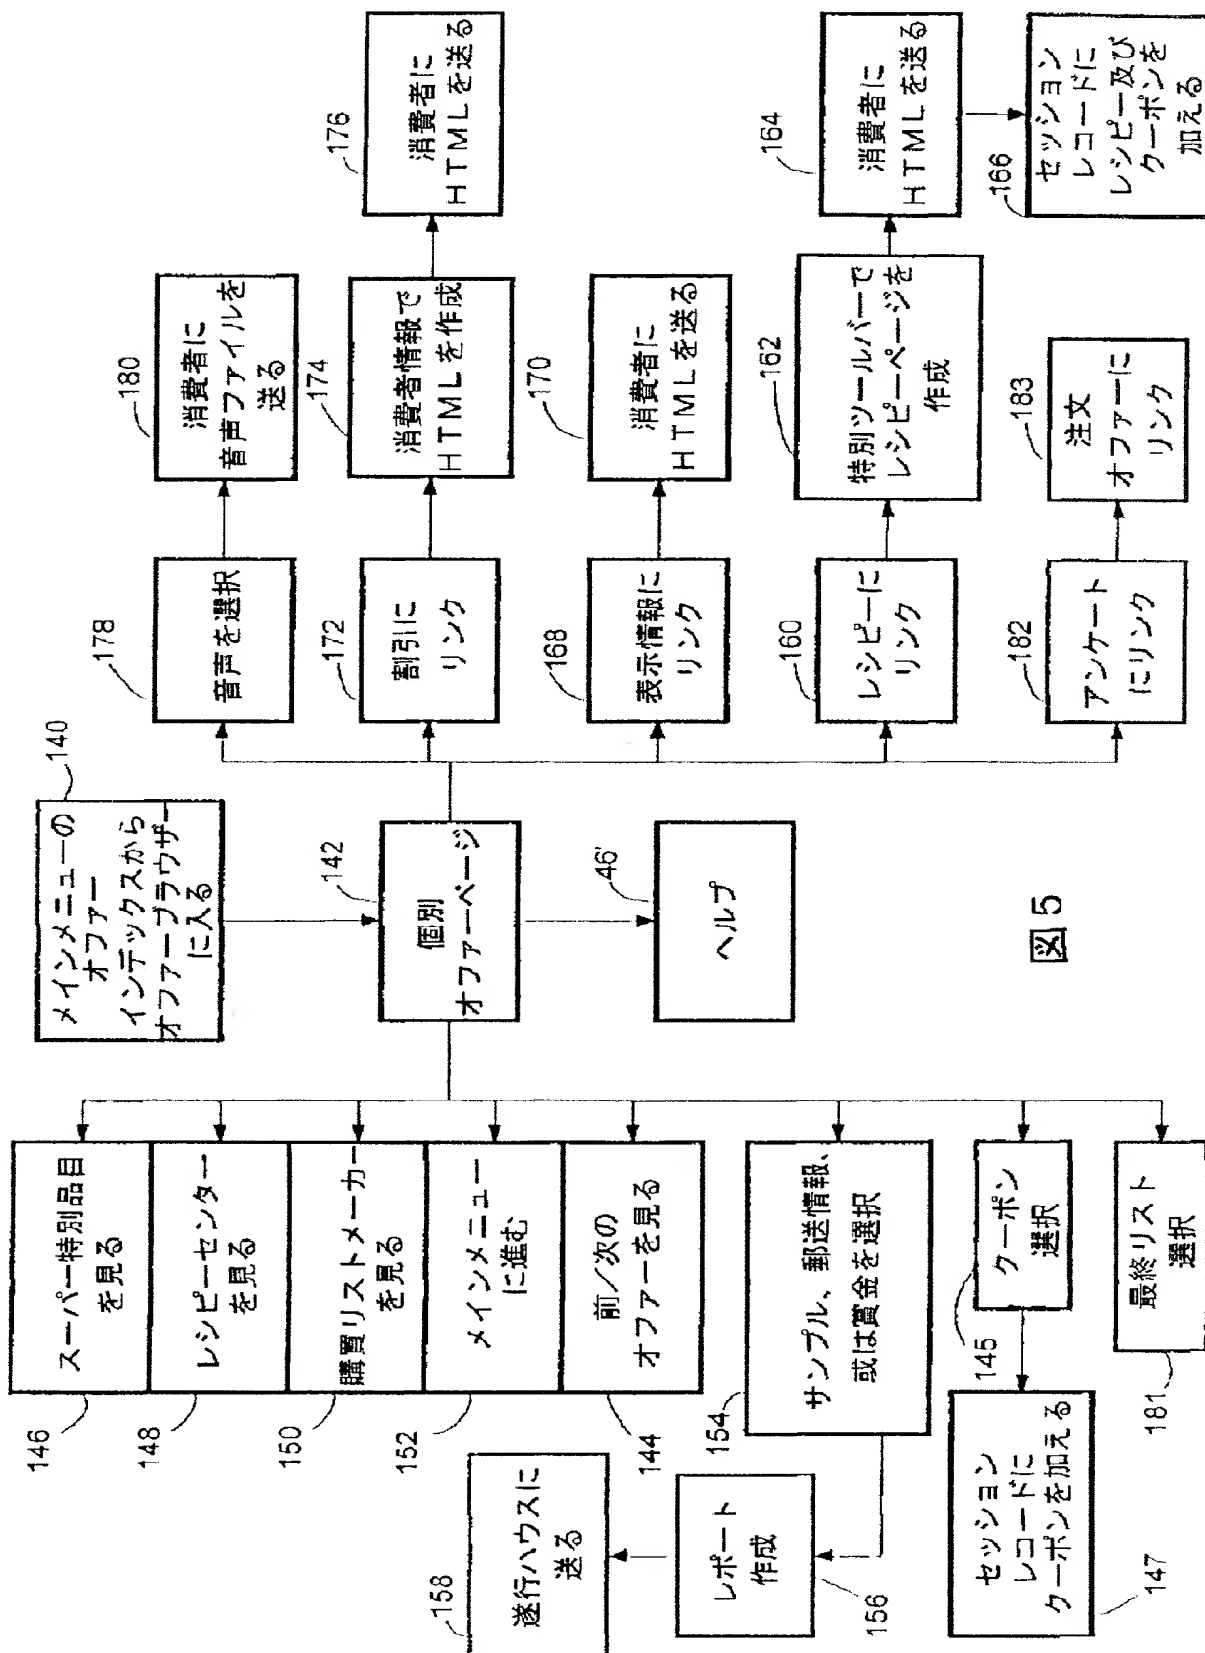 140
メインメニューの
オファー
インデックスから
オファーブラウザー
に入る
142
個別
オファーページ
46'
ヘルプ
146
スーパー特別品目
を見る
148
レシピーセンター
を見る
150
購買リストメーカー
を見る
152
メインメニュー
に進む
144
前/次の
オファーを見る
154
サンプル、郵送情報、
或は賞金を選択
156
レポート
作成
158
遂行ハウスに
送る
145
クーポン
選択
147
セッション
レコードに
クーポンを加える
181
最終リスト
選択
178
音声を選択
180
消費者に
音声ファイルを
送る
172
割引に
リンク
174
消費者情報で
HTMLを作成
176
消費者に
HTMLを送る
168
表示情報に
リンク
170
消費者に
HTMLを送る
160
レシピーに
リンク
162
特別ツールバーで
レシピーページを
作成
164
消費者に
HTMLを送る
166
セッション
レコードに
レシピー及び
クーポンを
加える
182
アンケート
にリンク
183
注文
オファーに
リンク
図5